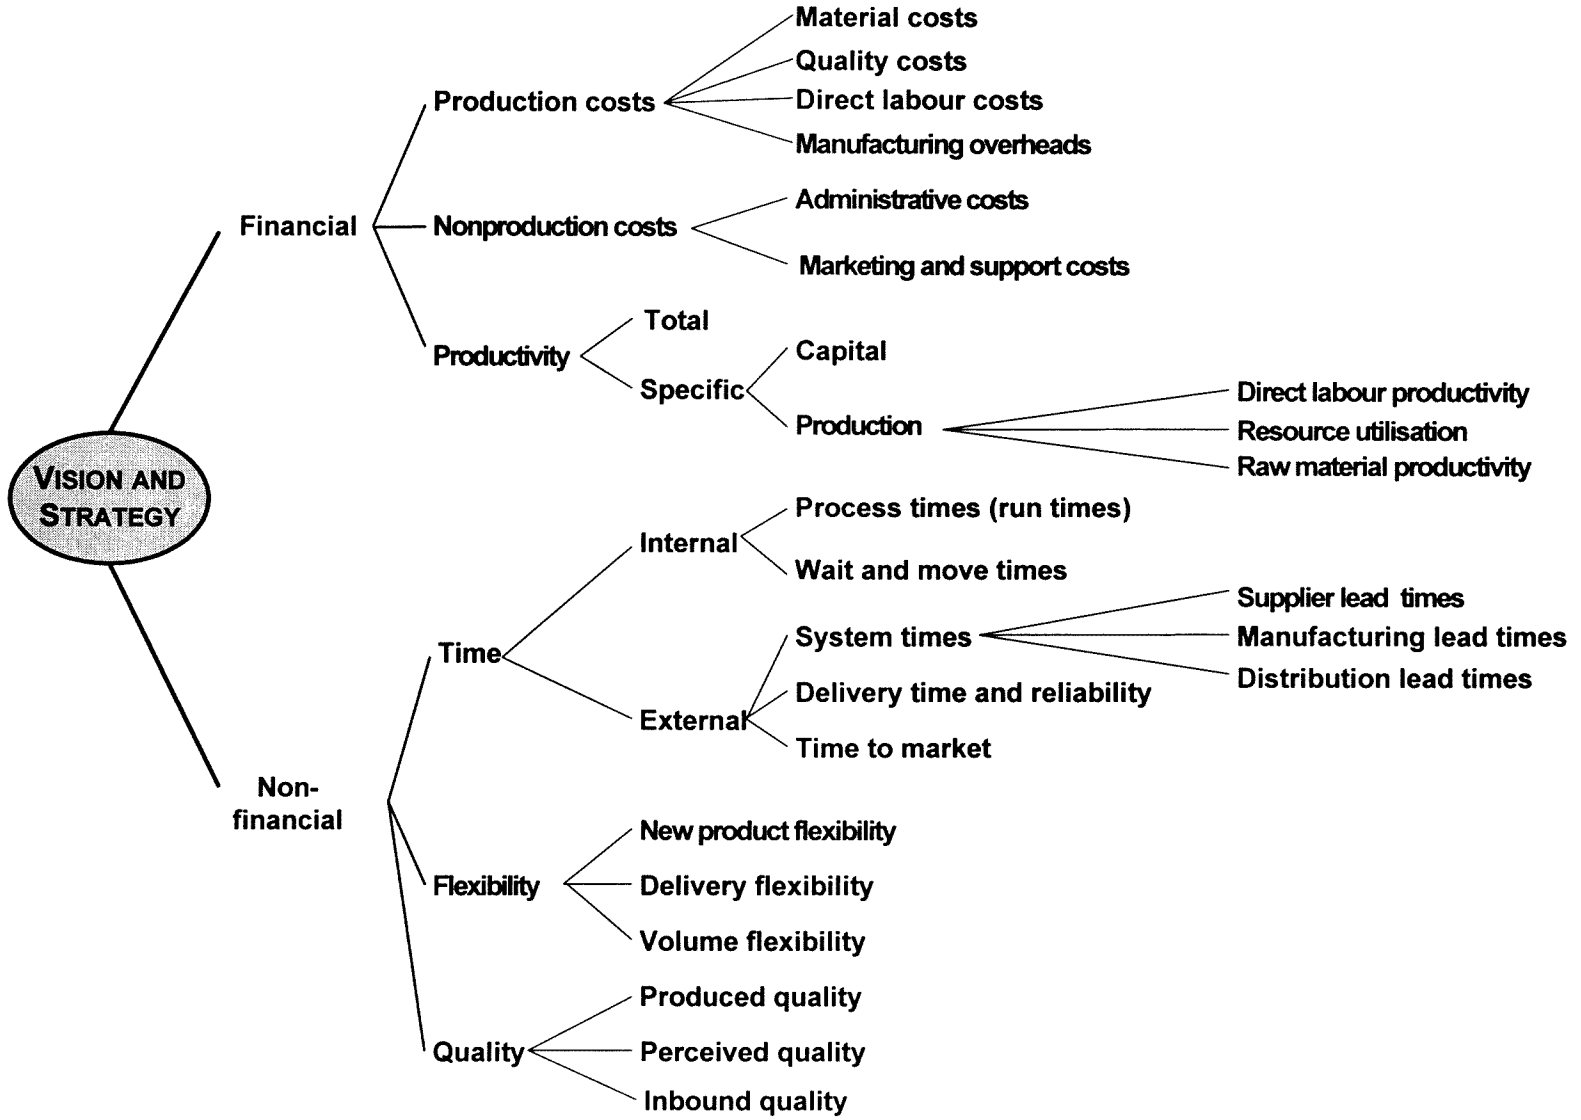 Material costs
Quality costs
Production costs
Direct labour costs
Manufacturing overheads
Administrative costs
Financial
Nonproduction costs
Marketing and support costs
Total
Productivity
Capital
Specific
Direct labour productivity
Production
Resource utilisation
Raw material productivity
VISION AND
STRATEGY
Process times (run times)
Internal
Wait and move times
Supplier lead times
System times
Manufacturing lead times
Time
Distribution lead times
Delivery time and reliability
External
Time to market
Non-
financial
New product flexibility
Flexibility
Delivery flexibility
Volume flexibility
Produced quality
Quality
Perceived quality
Inbound quality